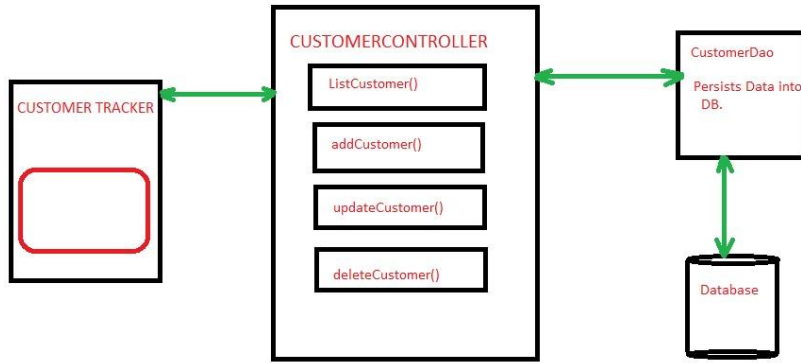 CUSTOMER TRACKER
CUSTOMERCONTROLLER
ListCustomer()
addCustomer()
updateCustomer()
deleteCustomer()
CustomerDao
Persists Data into
DB.
Database